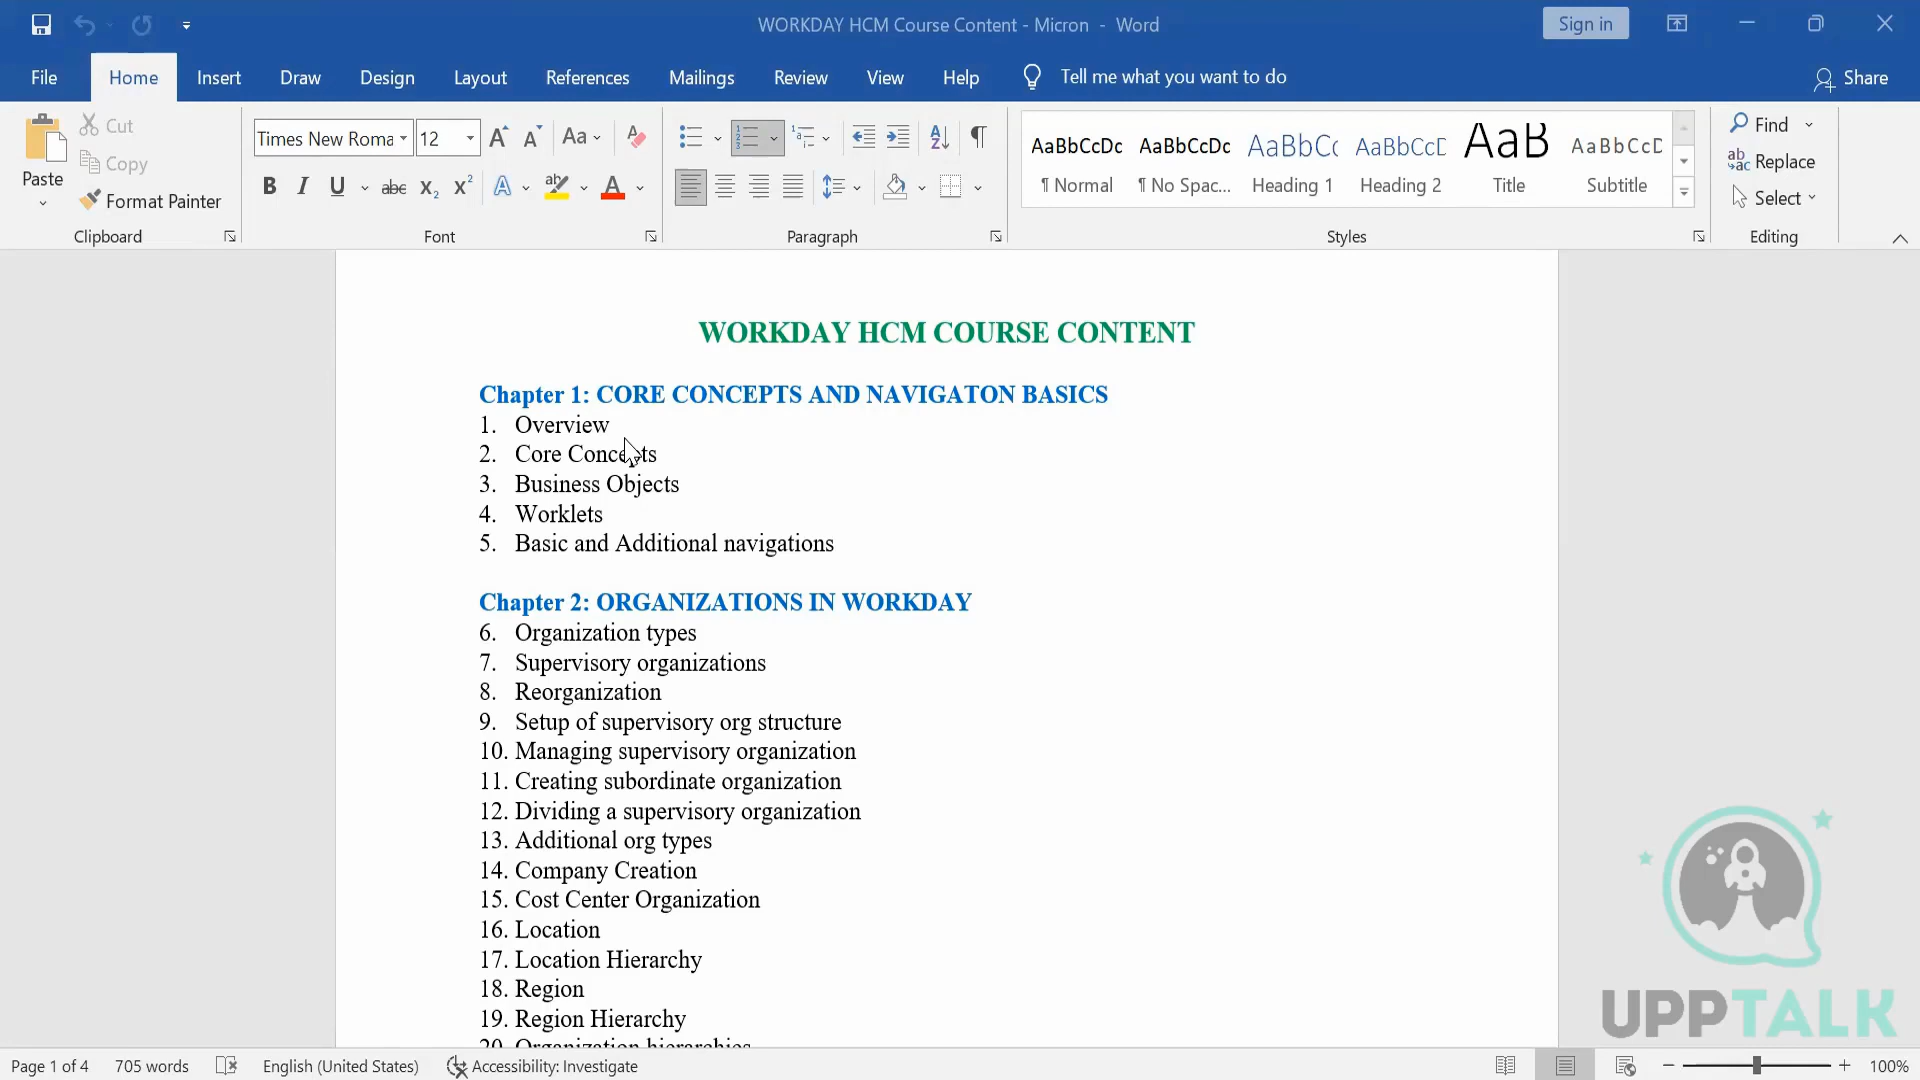 WORKDAY HCM Course Content - Micron - Word
Sign in
File Home Insert Draw Design Layout References Mailings Review View Help Tell me what you want to do Share
Paste
Cut
Copy
Format Painter
Clipboard
Times New Roma 12
Font
Paragraph
AaBbCcDc AaBbCcDc AaBbCc AaBbCcD AaB AaBbCcD
¶ Normal ¶ No Spac... Heading 1 Heading 2 Title Subtitle
Styles
Find
Replace
Select
Editing
WORKDAY HCM COURSE CONTENT
Chapter 1: CORE CONCEPTS AND NAVIGATON BASICS
1. Overview
2. Core Concepts
3. Business Objects
4. Worklets
5. Basic and Additional navigations
Chapter 2: ORGANIZATIONS IN WORKDAY
6. Organization types
7. Supervisory organizations
8. Reorganization
9. Setup of supervisory org structure
10. Managing supervisory organization
11. Creating subordinate organization
12. Dividing a supervisory organization
13. Additional org types
14. Company Creation
15. Cost Center Organization
16. Location
17. Location Hierarchy
18. Region
19. Region Hierarchy
20. Organization hierarchies
UPPTALK
Page 1 of 4 705 words English (United States) Accessibility: Investigate 100%